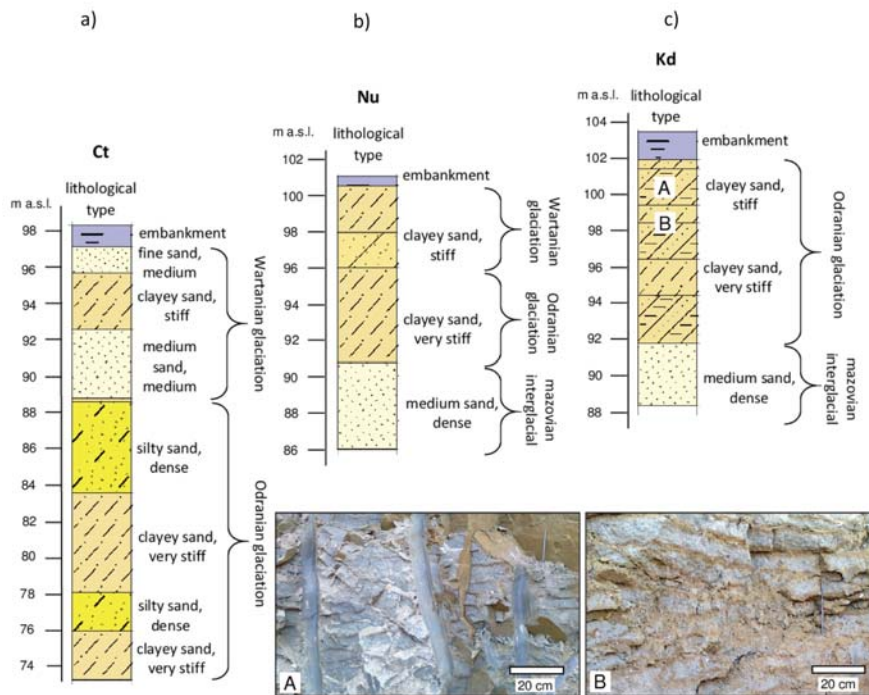 a)
Ct
lithological
type
m a.s.l.
98
96
94
92
90
88
86
84
82
80
78
76
74
embankment
fine sand,
medium
clayey sand,
stiff
medium
sand,
medium
silty sand,
dense
clayey sand,
very stiff
silty sand,
dense
clayey sand,
very stiff
Wartanian glaciation
Odranian glaciation
b)
Nu
m a.s.l.
lithological
type
102
100
98
96
94
92
90
88
86
embankment
clayey sand,
stiff
clayey sand,
very stiff
medium sand,
dense
Wartanian
glaciation
Odranian
glaciation
mazovian
interglacial
c)
Kd
m a.s.l.
lithological
type
104
102
100
98
96
94
92
90
88
A
B
embankment
clayey sand,
stiff
clayey sand,
very stiff
medium sand,
dense
Odranian glaciation
mazovian
interglacial
A
20 cm
B
20 cm